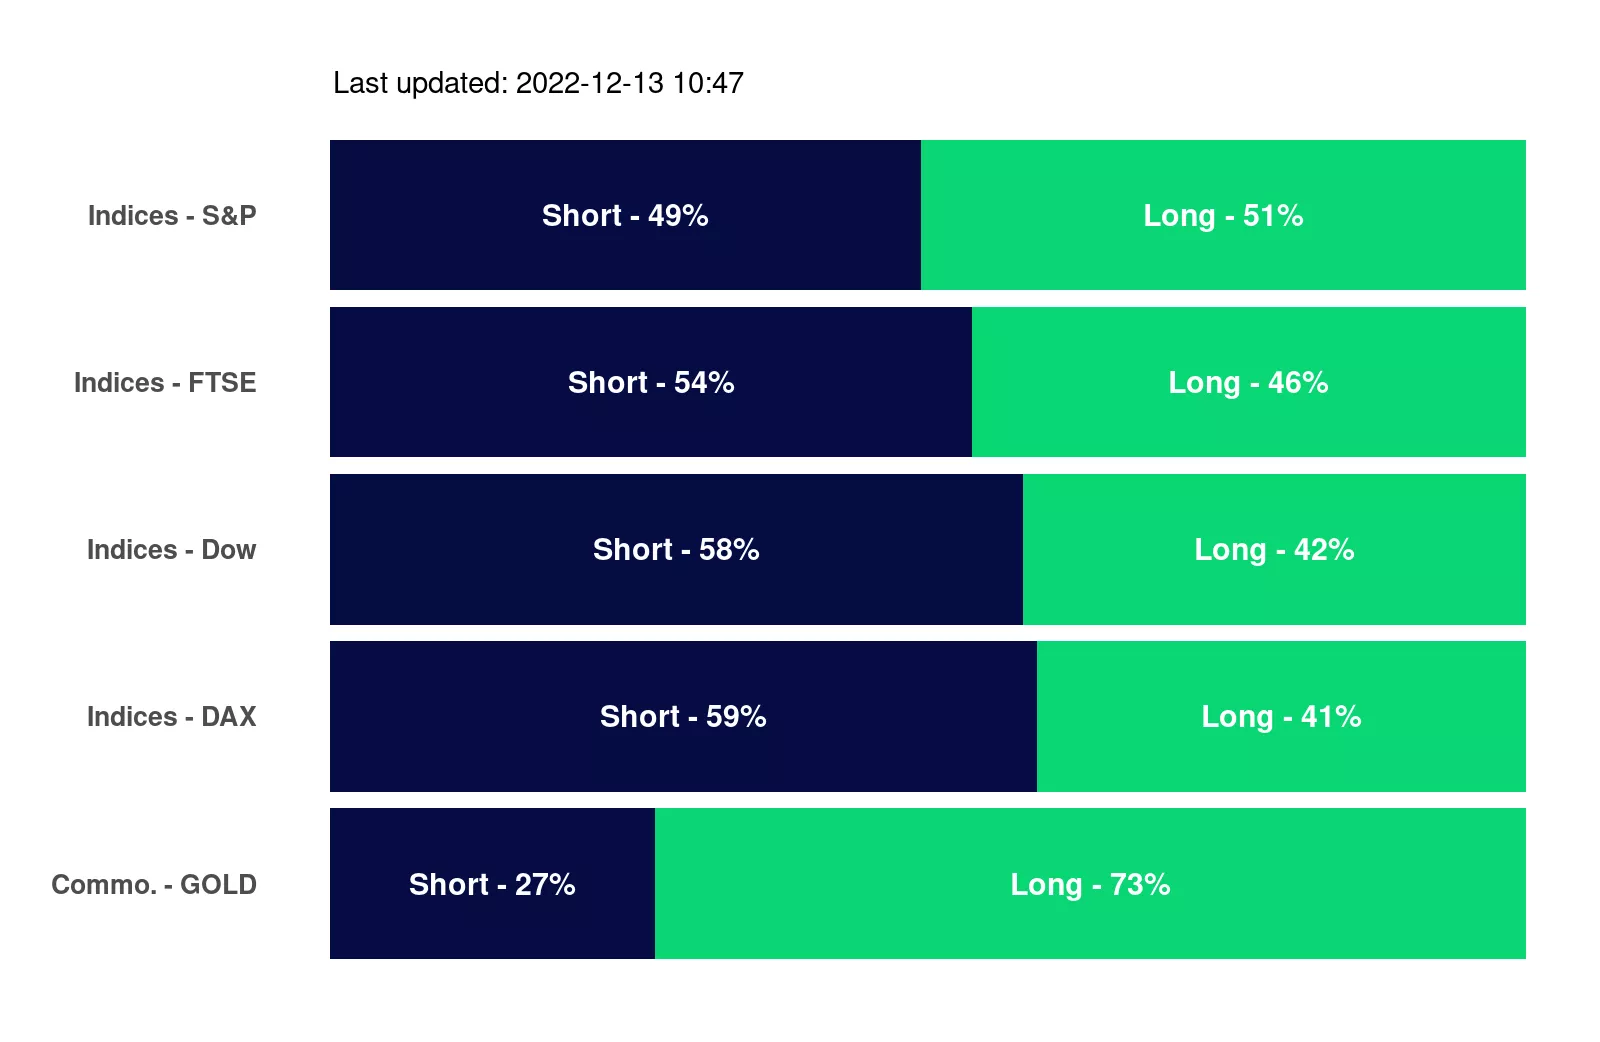 Last updated: 2022-12-13 10:47
Indices - S&P Short - 49% Long - 51%
Indices - FTSE Short - 54% Long - 46%
Indices - Dow Short - 58% Long - 42%
Indices - DAX Short - 59% Long - 41%
Commo. - GOLD Short - 27% Long - 73%